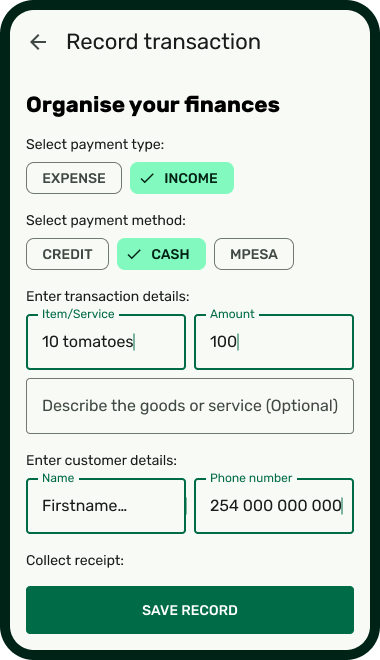 Record transaction
Organise your finances
Select payment type:
EXPENSE INCOME
Select payment method:
CREDIT CASH MPESA
Enter transaction details:
Item/Service Amount
10 tomatoes 100
Describe the goods or service (Optional)
Enter customer details:
Name Phone number
Firstname... 254 000 000 000
Collect receipt:
SAVE RECORD